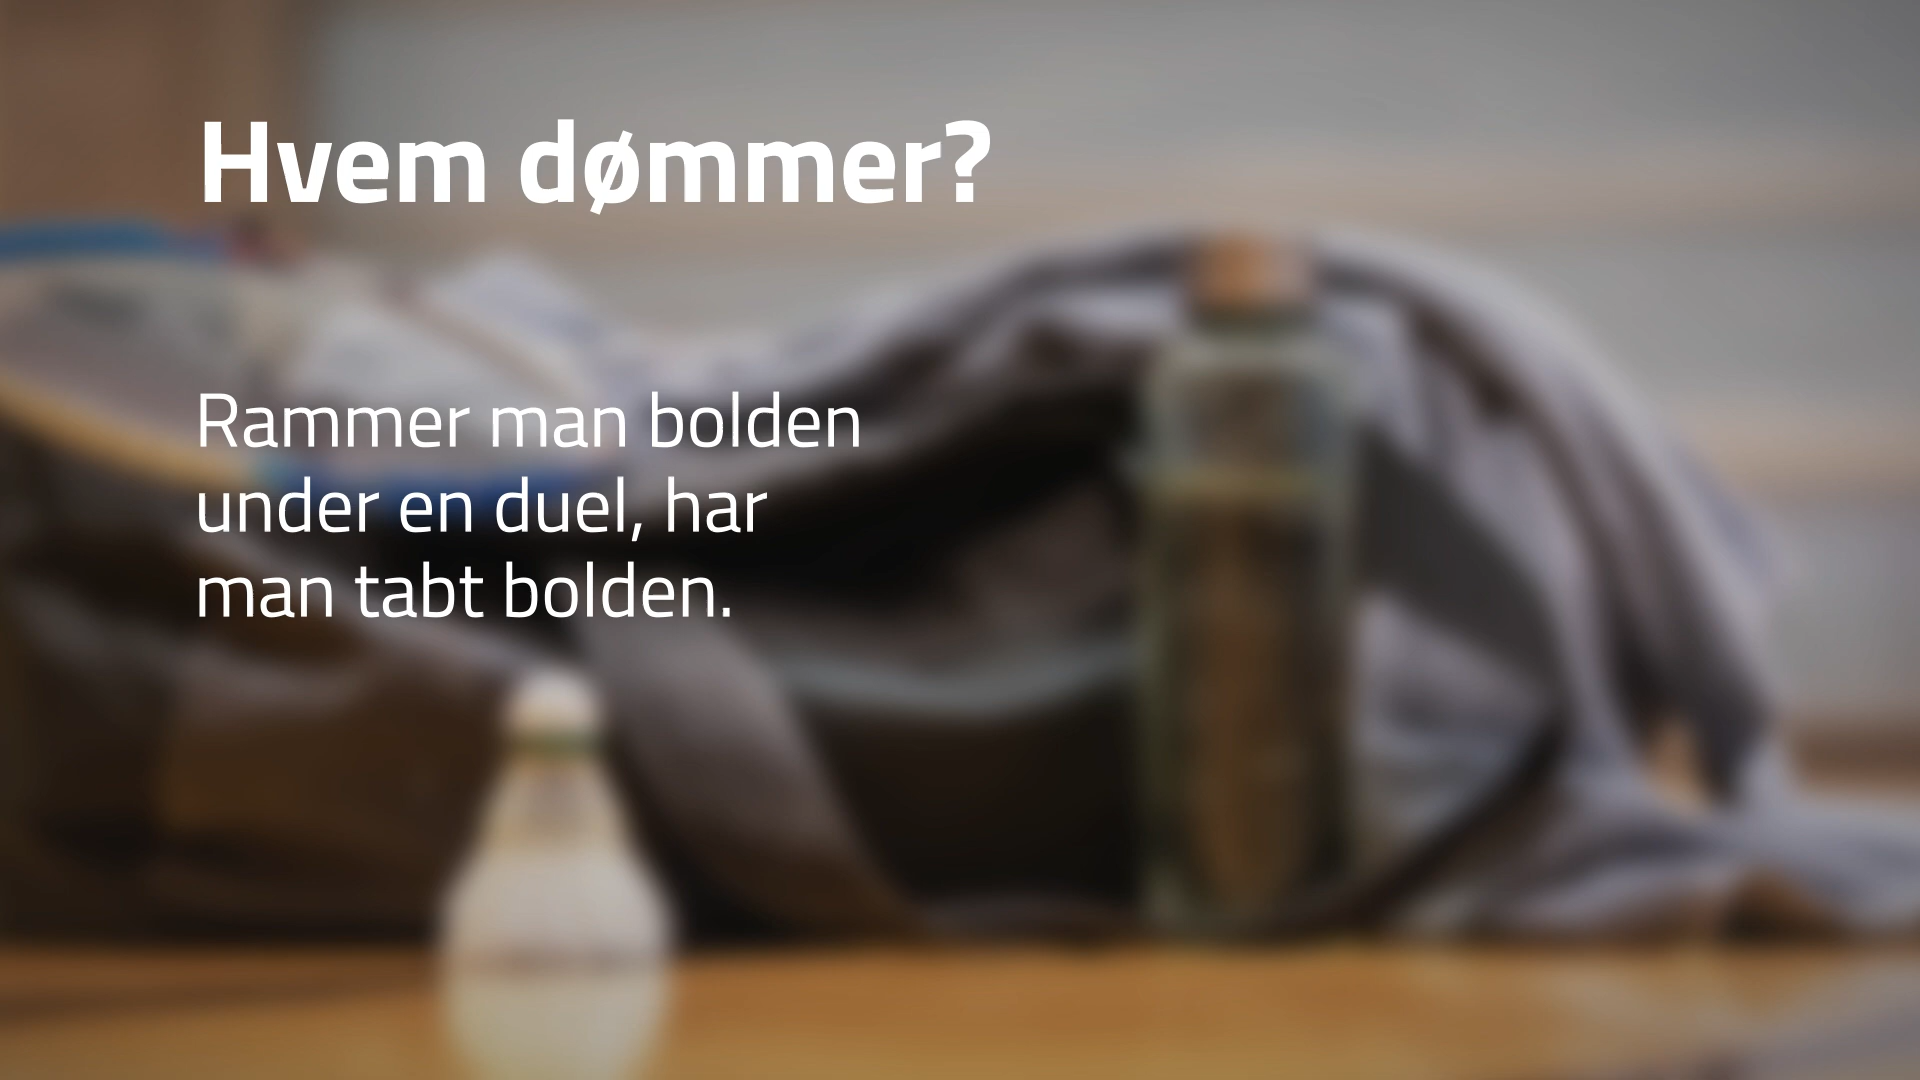 Hvem dømmer?
Rammer man bolden
under en duel, har
man tabt bolden.